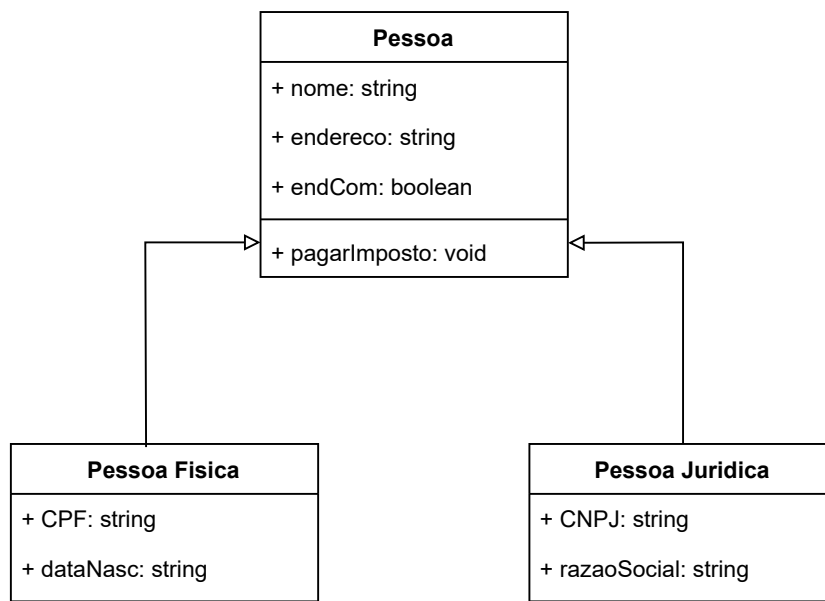 Pessoa
+ nome: string
+ endereco: string
+ endCom: boolean
+ pagarImposto: void
Pessoa Fisica
+ CPF: string
+ dataNasc: string
Pessoa Juridica
+ CNPJ: string
+ razaoSocial: string